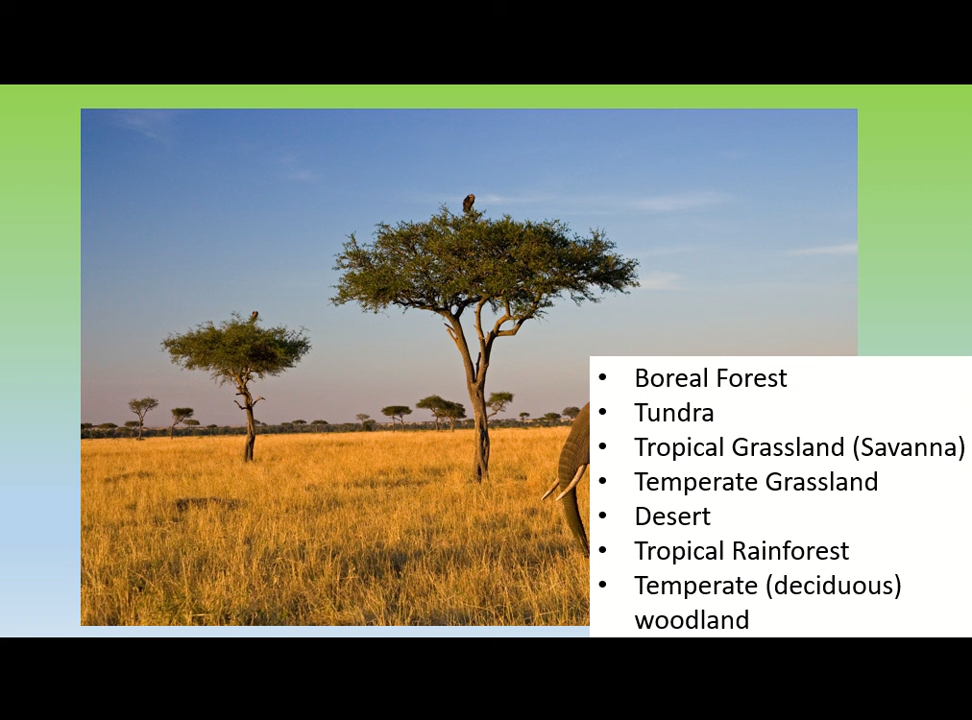 • Boreal Forest
• Tundra
• Tropical Grassland (Savanna)
• Temperate Grassland
• Desert
• Tropical Rainforest
• Temperate (deciduous)
woodland